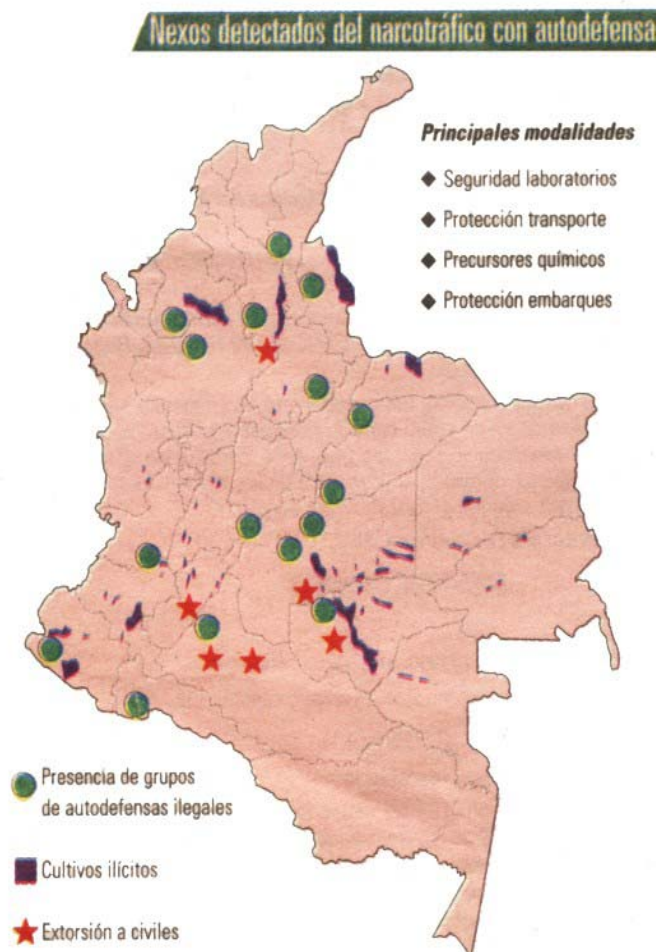 Nexos detectados del narcotráfico con autodefensa
Principales modalidades
◆ Seguridad laboratorios
◆ Protección transporte
◆ Precursores químicos
◆ Protección embarques
Presencia de grupos
de autodefensas ilegales
Cultivos ilícitos
Extorsión a civiles